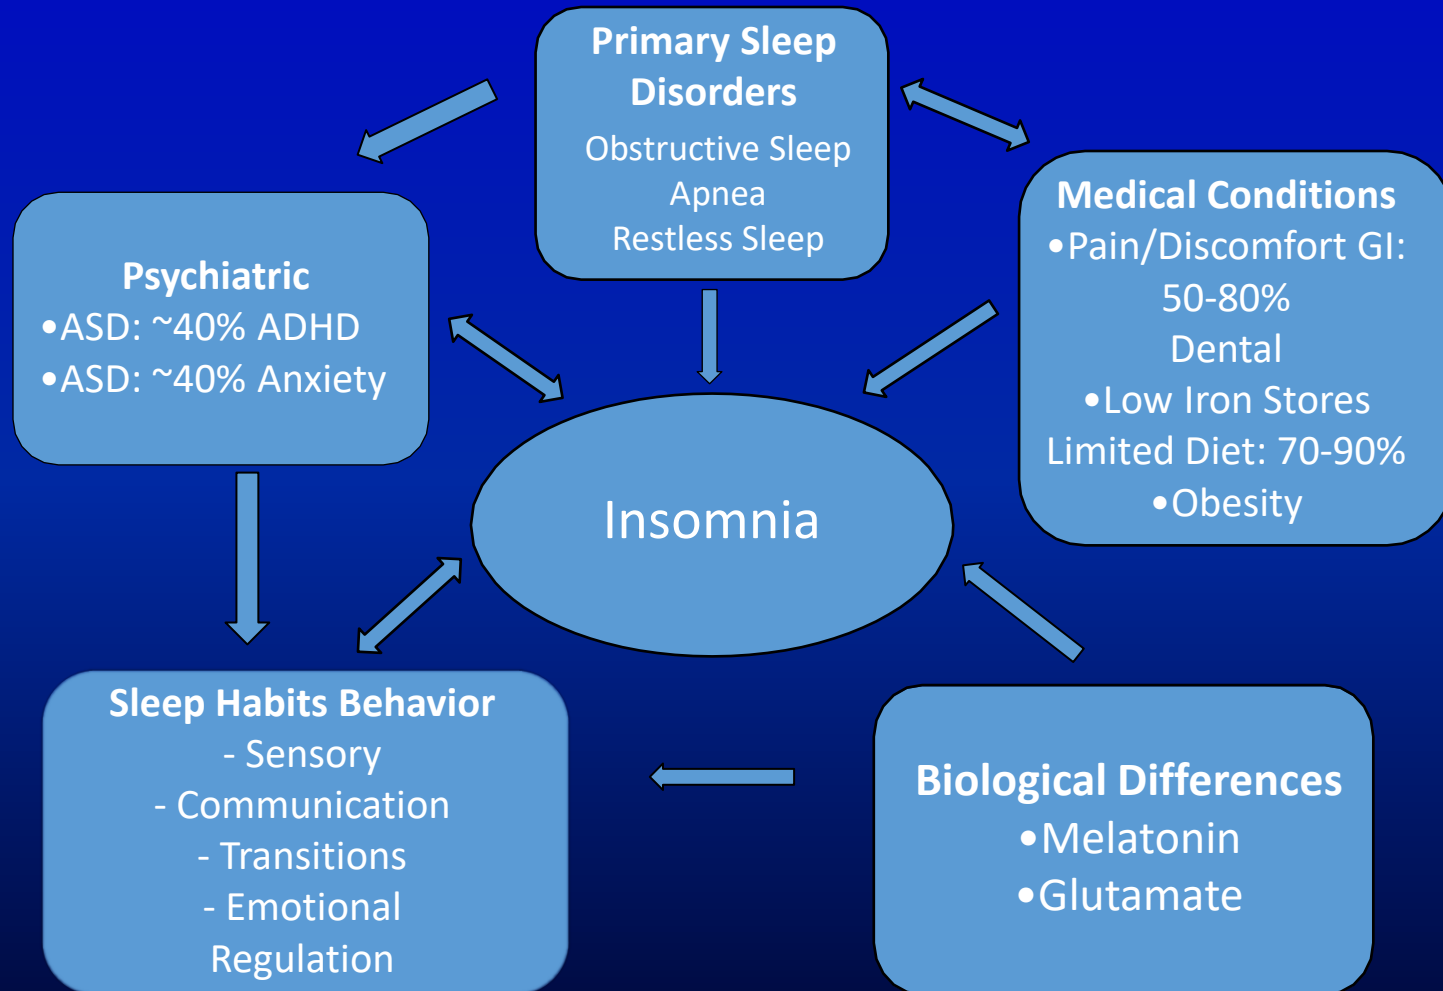 Primary Sleep
Disorders
Obstructive Sleep
Apnea
Restless Sleep
Psychiatric
•ASD: ~40% ADHD
•ASD: ~40% Anxiety
Medical Conditions
•Pain/Discomfort GI:
50-80%
Dental
•Low Iron Stores
Limited Diet: 70-90%
•Obesity
Insomnia
Sleep Habits Behavior
- Sensory
- Communication
- Transitions
- Emotional
Regulation
Biological Differences
•Melatonin
•Glutamate